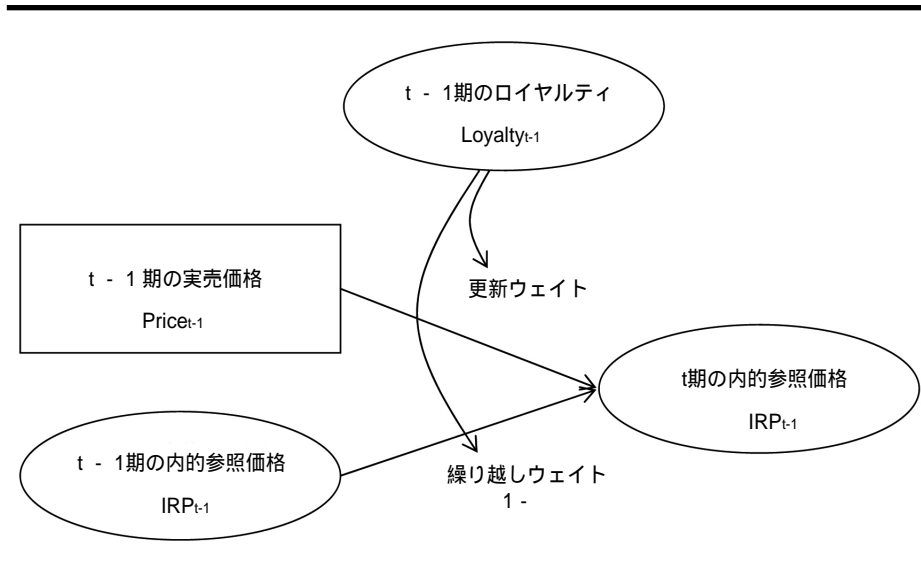 t - 1期のロイヤルティ
Loyaltyt-1
t - 1期の実売価格
Pricet-1
更新ウェイト
t期の内的参照価格
IRPt-1
t - 1期の内的参照価格
IRPt-1
繰り越しウェイト
1 -